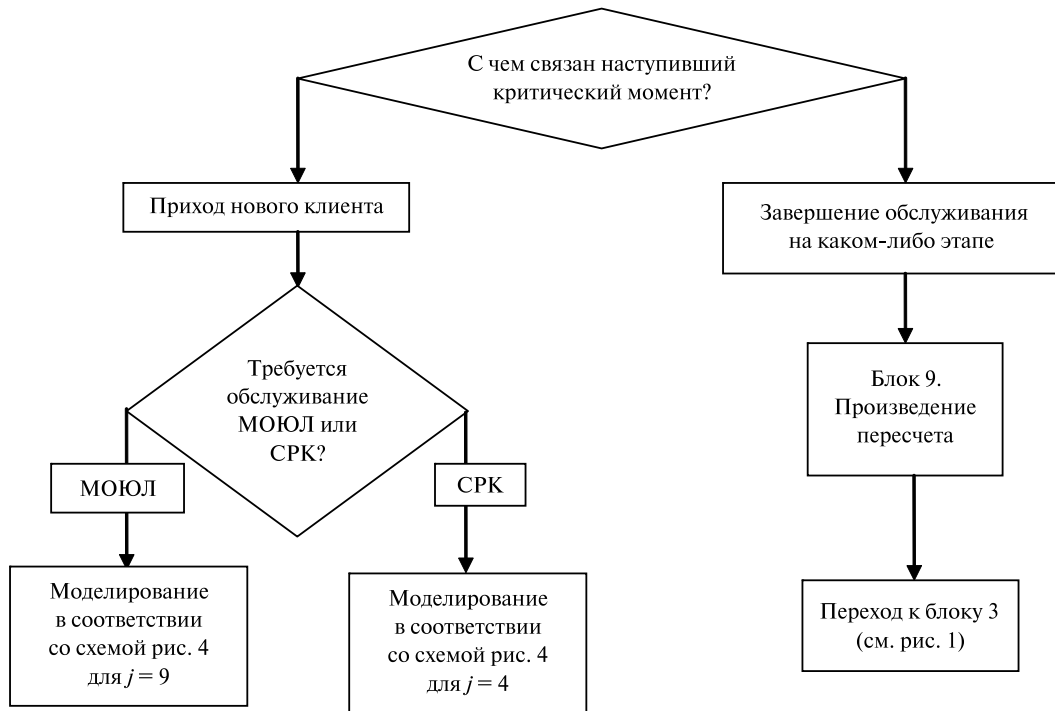 С чем связан наступивший
критический момент?
Приход нового клиента
Завершение обслуживания
на каком-либо этапе
Требуется
обслуживание
МОЮЛ или
СРК?
Блок 9.
Произведение
пересчета
МОЮЛ
СРК
Моделирование
в соответствии
со схемой рис. 4
для j = 9
Моделирование
в соответствии
со схемой рис. 4
для j = 4
Переход к блоку 3
(см. рис. 1)